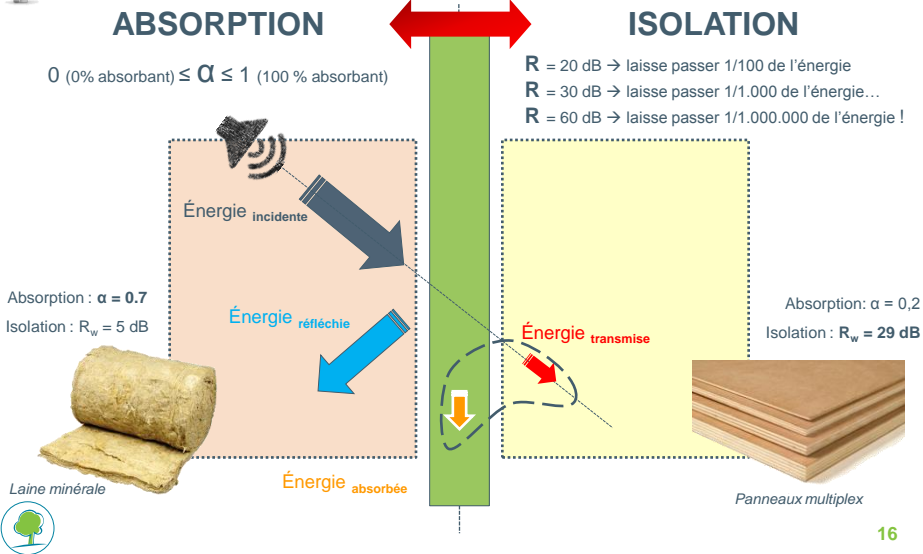 ABSORPTION
0 (0% absorbant) ≤ α ≤ 1 (100 % absorbant)
ISOLATION
R = 20 dB → laisse passer 1/100 de l’énergie
R = 30 dB → laisse passer 1/1.000 de l’énergie…
R = 60 dB → laisse passer 1/1.000.000 de l’énergie !
Énergie incidente
Absorption : α = 0.7
Isolation : Rw = 5 dB
Énergie réfléchie
Énergie transmise
Absorption: α = 0,2
Isolation : Rw = 29 dB
Énergie absorbée
Laine minérale
Panneaux multiplex
16